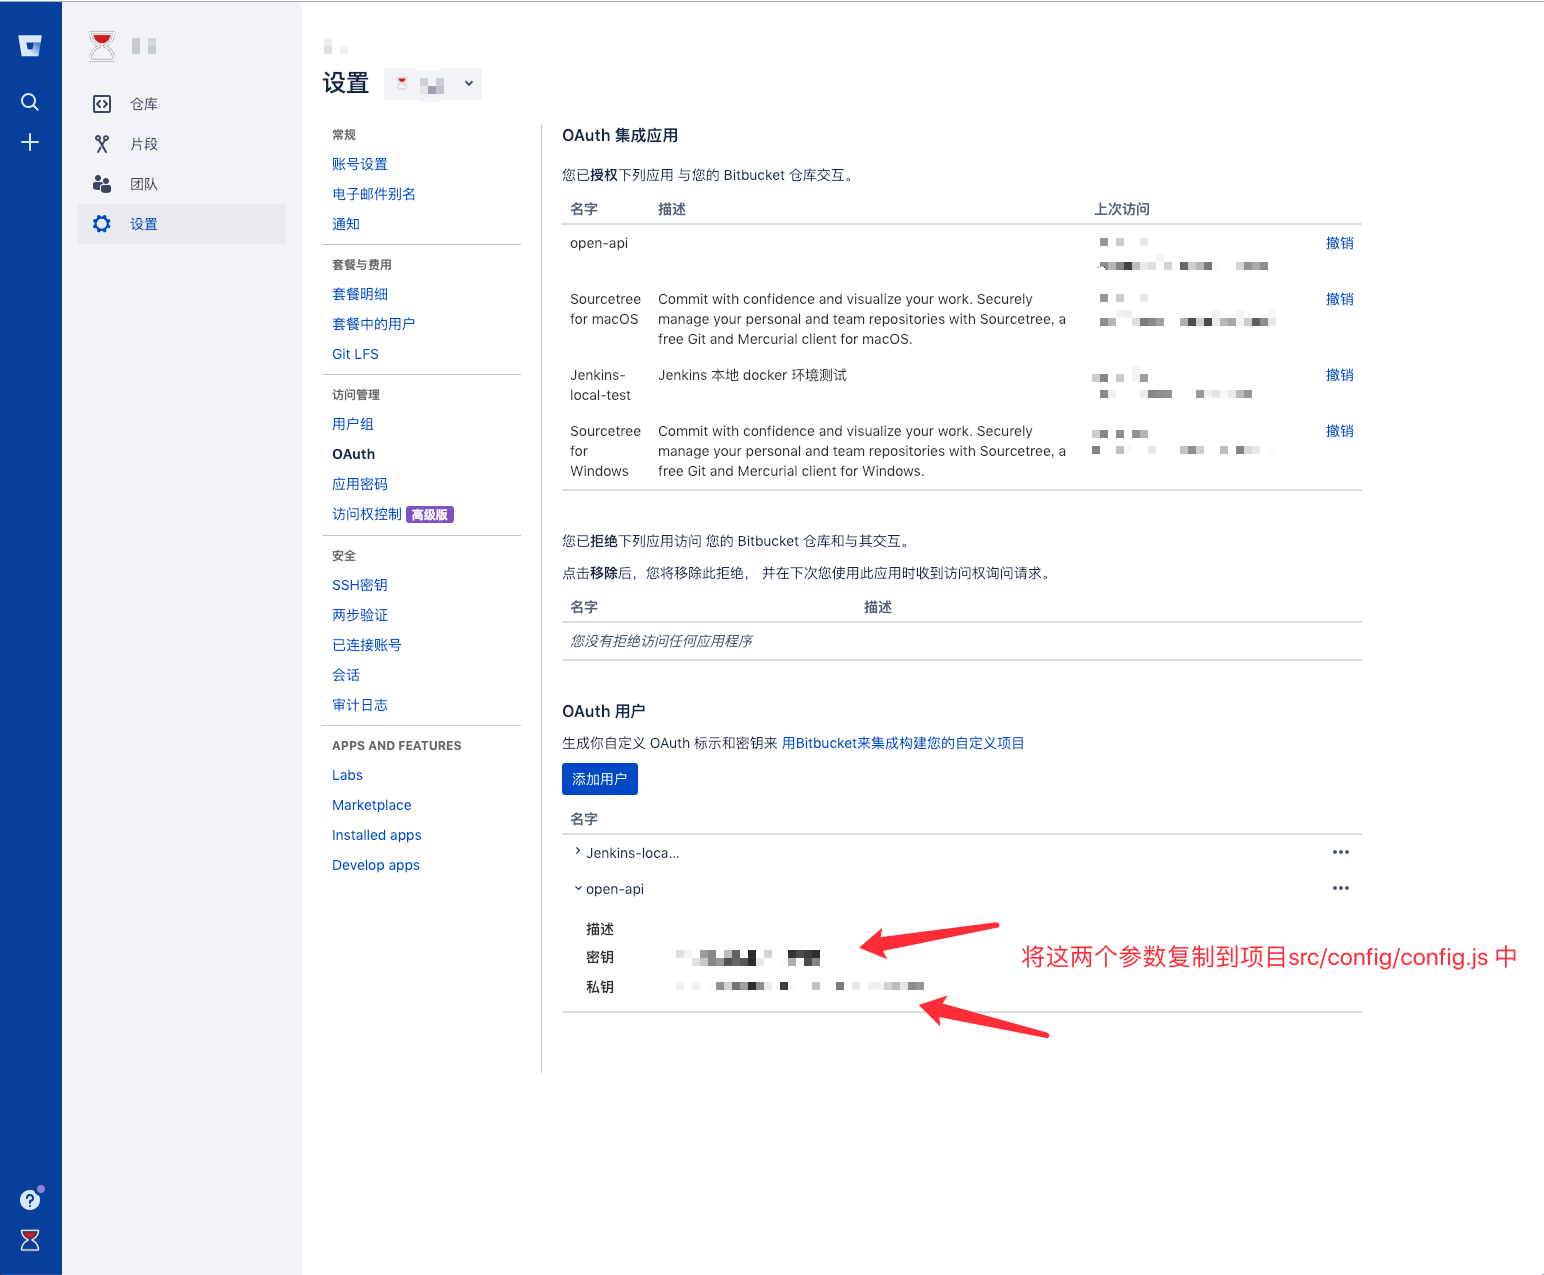 仓库
片段
团队
设置
设置
常规
账号设置
电子邮件别名
通知
套餐与费用
套餐明细
套餐中的用户
Git LFS
访问管理
用户组
OAuth
应用密码
访问权控制 高级版
安全
SSH密钥
两步验证
已连接账号
会话
审计日志
APPS AND FEATURES
Labs
Marketplace
Installed apps
Develop apps
OAuth 集成应用
您已授权下列应用 与您的 Bitbucket 仓库交互。
名字 描述 上次访问
open-api 撤销
Sourcetree Commit with confidence and visualize your work. Securely 撤销
for macOS manage your personal and team repositories with Sourcetree, a
free Git and Mercurial client for macOS.
Jenkins- Jenkins 本地 docker 环境测试 撤销
local-test
Sourcetree Commit with confidence and visualize your work. Securely 撤销
for manage your personal and team repositories with Sourcetree, a
Windows free Git and Mercurial client for Windows.
您已拒绝下列应用访问 您的 Bitbucket 仓库和与其交互。
点击移除后，您将移除此拒绝， 并在下次您使用此应用时收到访问权询问请求。
名字 描述
您没有拒绝访问任何应用程序
OAuth 用户
生成你自定义 OAuth 标示和密钥来 用Bitbucket来集成构建您的自定义项目
添加用户
名字
Jenkins-loca...
open-api
描述
密钥
私钥
将这两个参数复制到项目src/config/config.js 中